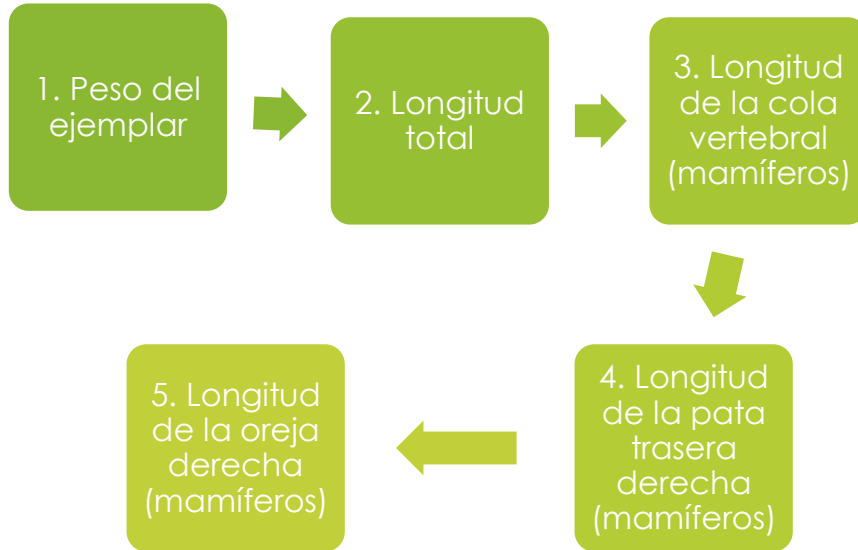 1. Peso del
ejemplar
2. Longitud
total
3. Longitud
de la cola
vertebral
(mamíferos)
4. Longitud
de la pata
trasera
derecha
(mamíferos)
5. Longitud
de la oreja
derecha
(mamíferos)